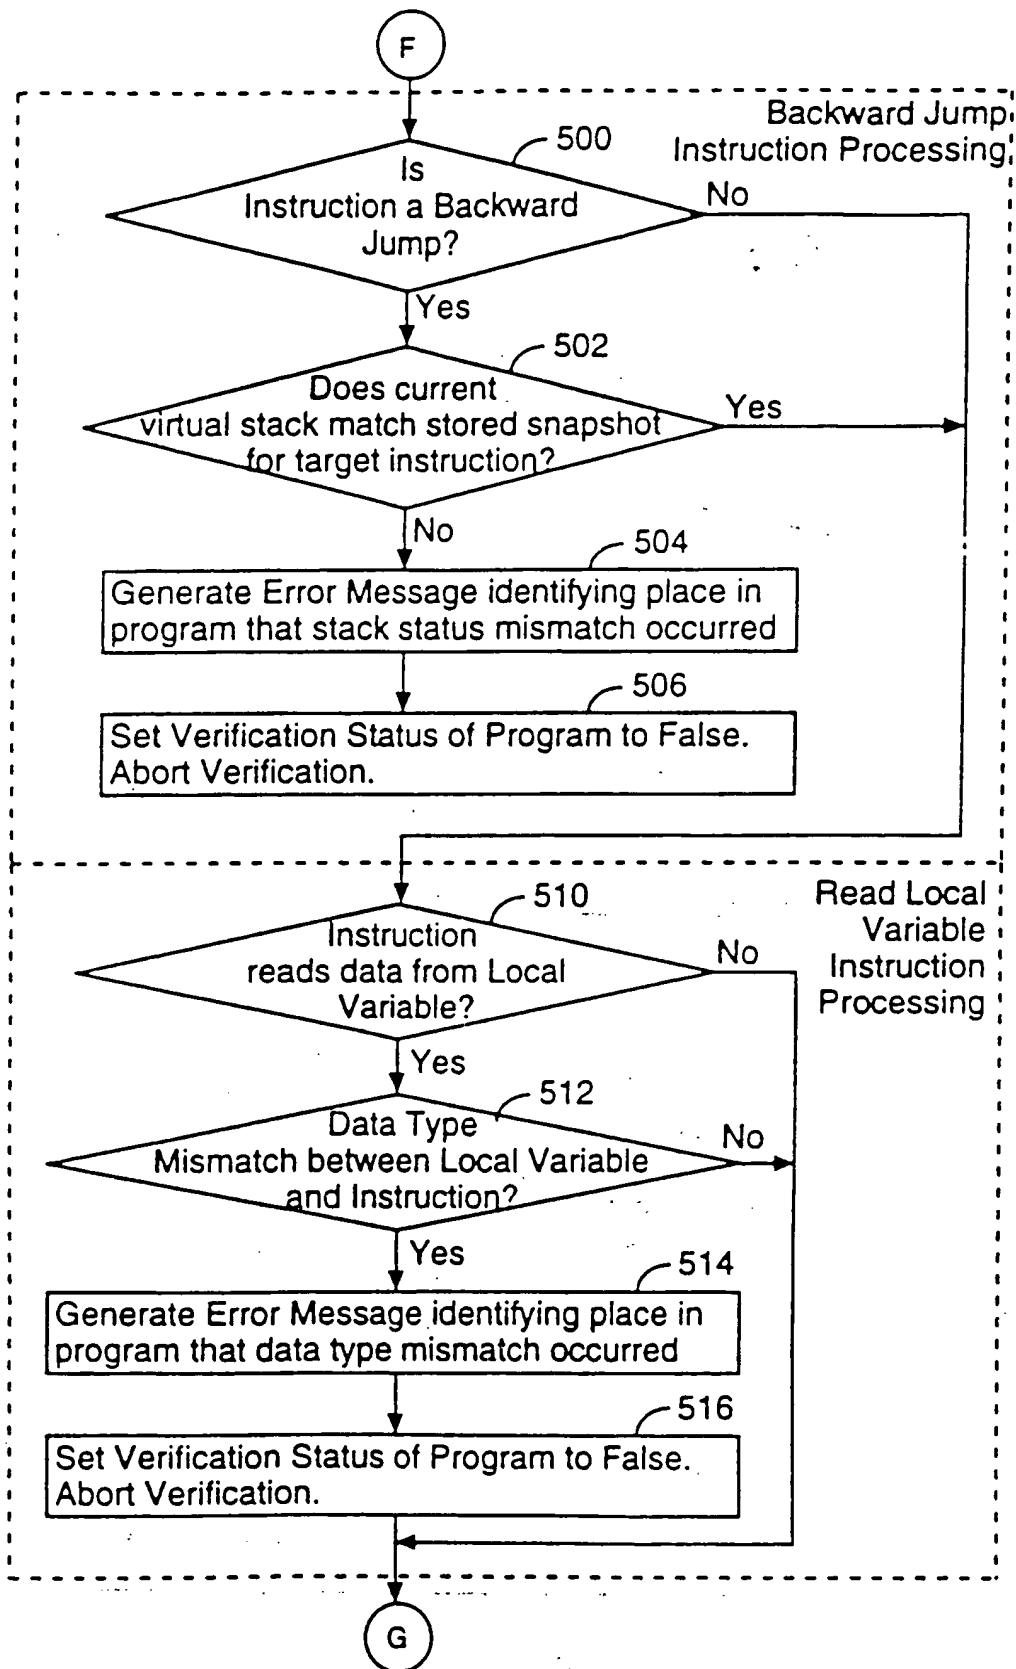 F
Backward Jump
Instruction Processing
500
Is
Instruction a Backward
Jump?
No
Yes
502
Does current
virtual stack match stored snapshot
for target instruction?
Yes
No
504
Generate Error Message identifying place in
program that stack status mismatch occurred
506
Set Verification Status of Program to False.
Abort Verification.
Read Local
Variable
Instruction
Processing
510
Instruction
reads data from Local
Variable?
No
Yes
512
Data Type
Mismatch between Local Variable
and Instruction?
No
Yes
514
Generate Error Message identifying place in
program that data type mismatch occurred
516
Set Verification Status of Program to False.
Abort Verification.
G